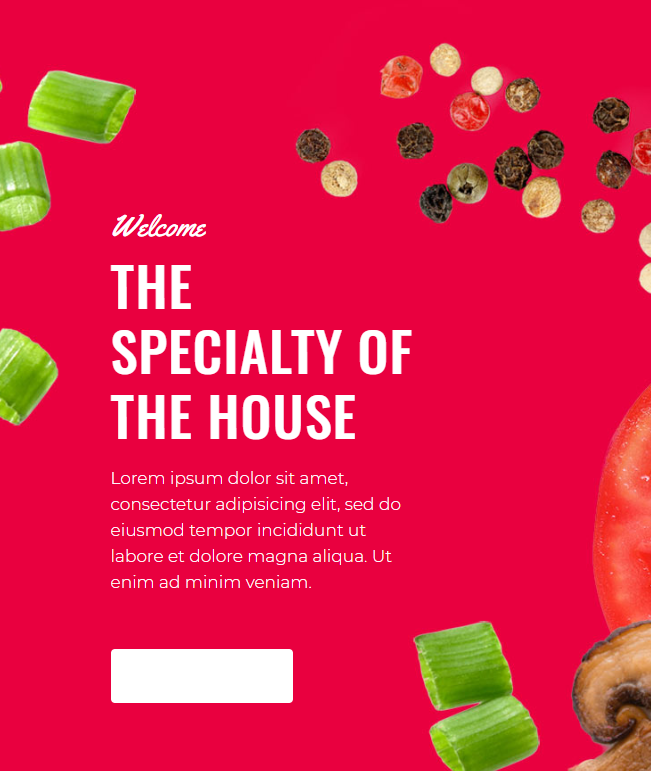 Welcome
THE
SPECIALTY OF
THE HOUSE
Lorem ipsum dolor sit amet,
consectetur adipisicing elit, sed do
eiusmod tempor incididunt ut
labore et dolore magna aliqua. Ut
enim ad minim veniam.